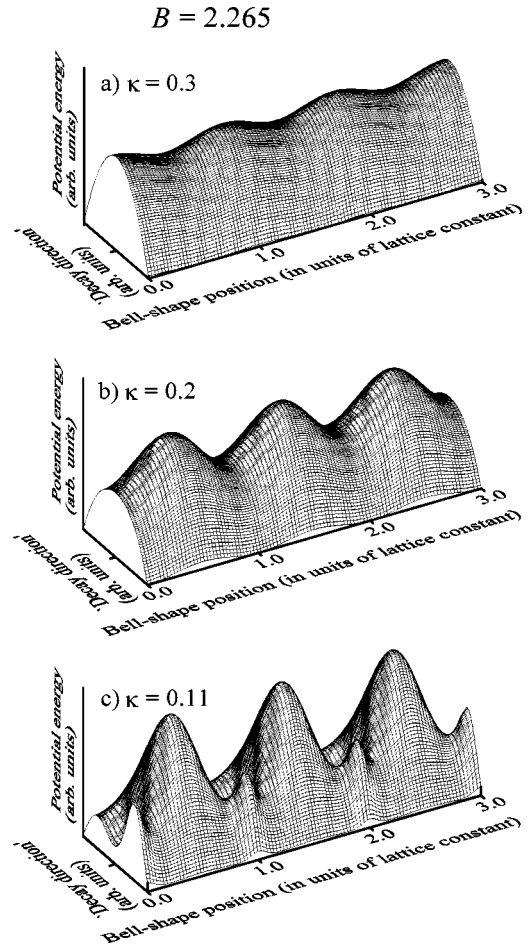 B = 2.265
a) κ = 0.3
Potential energy
(arb. units)
'Decay direction'
(arb. units)
0.0
1.0
2.0
3.0
Bell-shape position (in units of lattice constant)
b) κ = 0.2
Potential energy
(arb. units)
'Decay direction'
(arb. units)
0.0
1.0
2.0
3.0
Bell-shape position (in units of lattice constant)
c) κ = 0.11
Potential energy
(arb. units)
'Decay direction'
(arb. units)
0.0
1.0
2.0
3.0
Bell-shape position (in units of lattice constant)